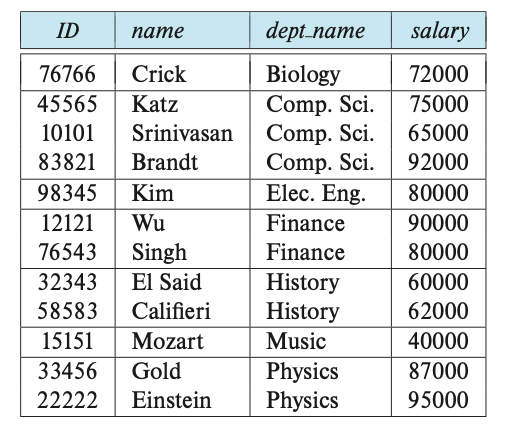 ID name dept_name salary
76766 Crick Biology 72000
45565 Katz Comp. Sci. 75000
10101 Srinivasan Comp. Sci. 65000
83821 Brandt Comp. Sci. 92000
98345 Kim Elec. Eng. 80000
12121 Wu Finance 90000
76543 Singh Finance 80000
32343 El Said History 60000
58583 Califieri History 62000
15151 Mozart Music 40000
33456 Gold Physics 87000
22222 Einstein Physics 95000